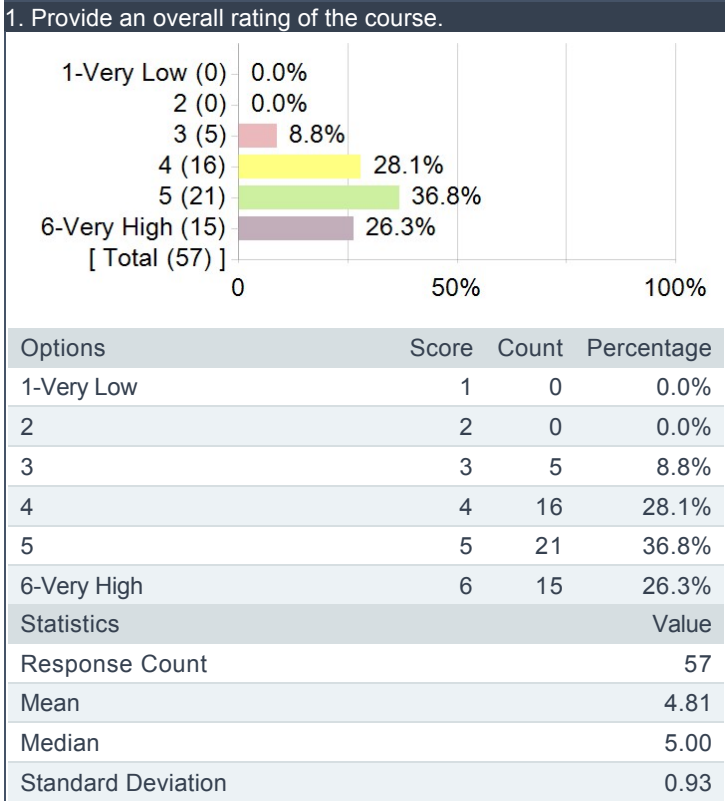 1. Provide an overall rating of the course.
1-Very Low (0) 0.0%
2 (0) 0.0%
3 (5) 8.8%
4 (16) 28.1%
5 (21) 36.8%
6-Very High (15) 26.3%
[ Total (57) ]
0 50% 100%
Options Score Count Percentage
1-Very Low 1 0 0.0%
2 2 0 0.0%
3 3 5 8.8%
4 4 16 28.1%
5 5 21 36.8%
6-Very High 6 15 26.3%
Statistics Value
Response Count 57
Mean 4.81
Median 5.00
Standard Deviation 0.93